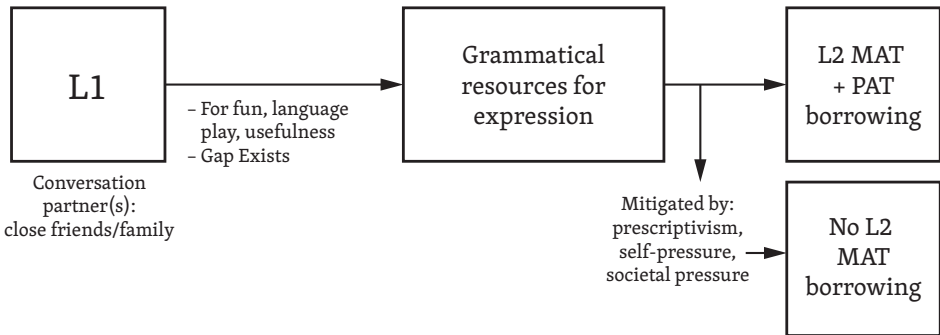 L1
Conversation
partner(s):
close friends/family
– For fun, language
play, usefulness
– Gap Exists
Grammatical
resources for
expression
L2 MAT
+ PAT
borrowing
Mitigated by:
prescriptivism,
self-pressure,
societal pressure
No L2
MAT
borrowing